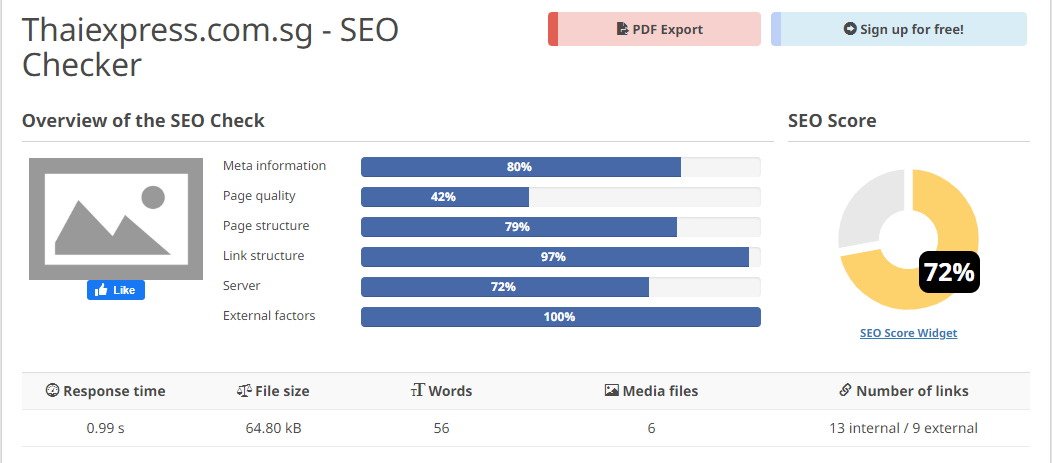 Thaiexpress.com.sg - SEO
Checker
PDF Export
Sign up for free!
Overview of the SEO Check
SEO Score
Like
Meta information 80%
Page quality 42%
Page structure 79%
Link structure 97%
Server 72%
External factors 100%
72%
SEO Score Widget
Response time File size Words Media files Number of links
0.99 s 64.80 kB 56 6 13 internal / 9 external